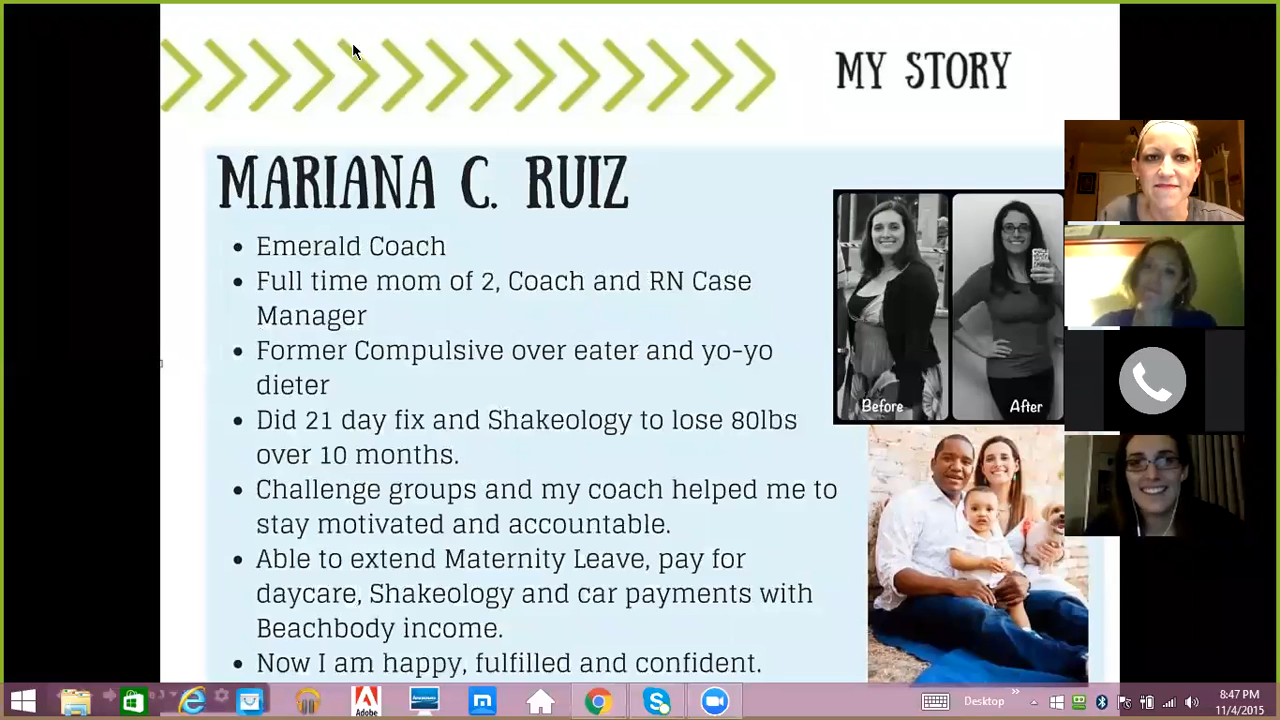 MY STORY
MARIANA C. RUIZ
• Emerald Coach
• Full time mom of 2, Coach and RN Case
Manager
• Former Compulsive over eater and yo-yo
dieter
• Did 21 day fix and Shakeology to lose 80lbs
over 10 months.
• Challenge groups and my coach helped me to
stay motivated and accountable.
• Able to extend Maternity Leave, pay for
daycare, Shakeology and car payments with
Beachbody income.
• Now I am happy, fulfilled and confident.
Before
After
Adobe
Desktop
8:47 PM
11/4/2015